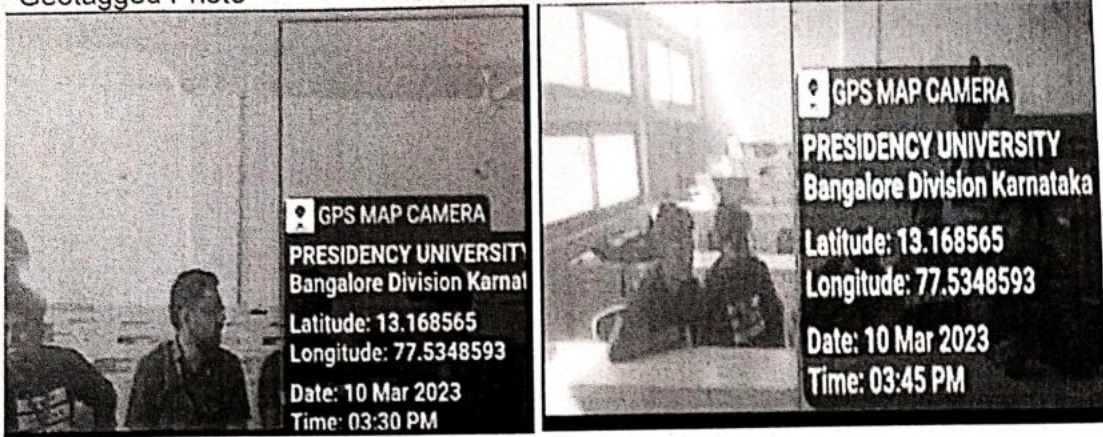 Geotagged Photo
GPS MAP CAMERA
PRESIDENCY UNIVERSITY
Bangalore Division Karnat
Latitude: 13.168565
Longitude: 77.5348593
Date: 10 Mar 2023
Time: 03:30 PM
GPS MAP CAMERA
PRESIDENCY UNIVERSITY
Bangalore Division Karnataka
Latitude: 13.168565
Longitude: 77.5348593
Date: 10 Mar 2023
Time: 03:45 PM